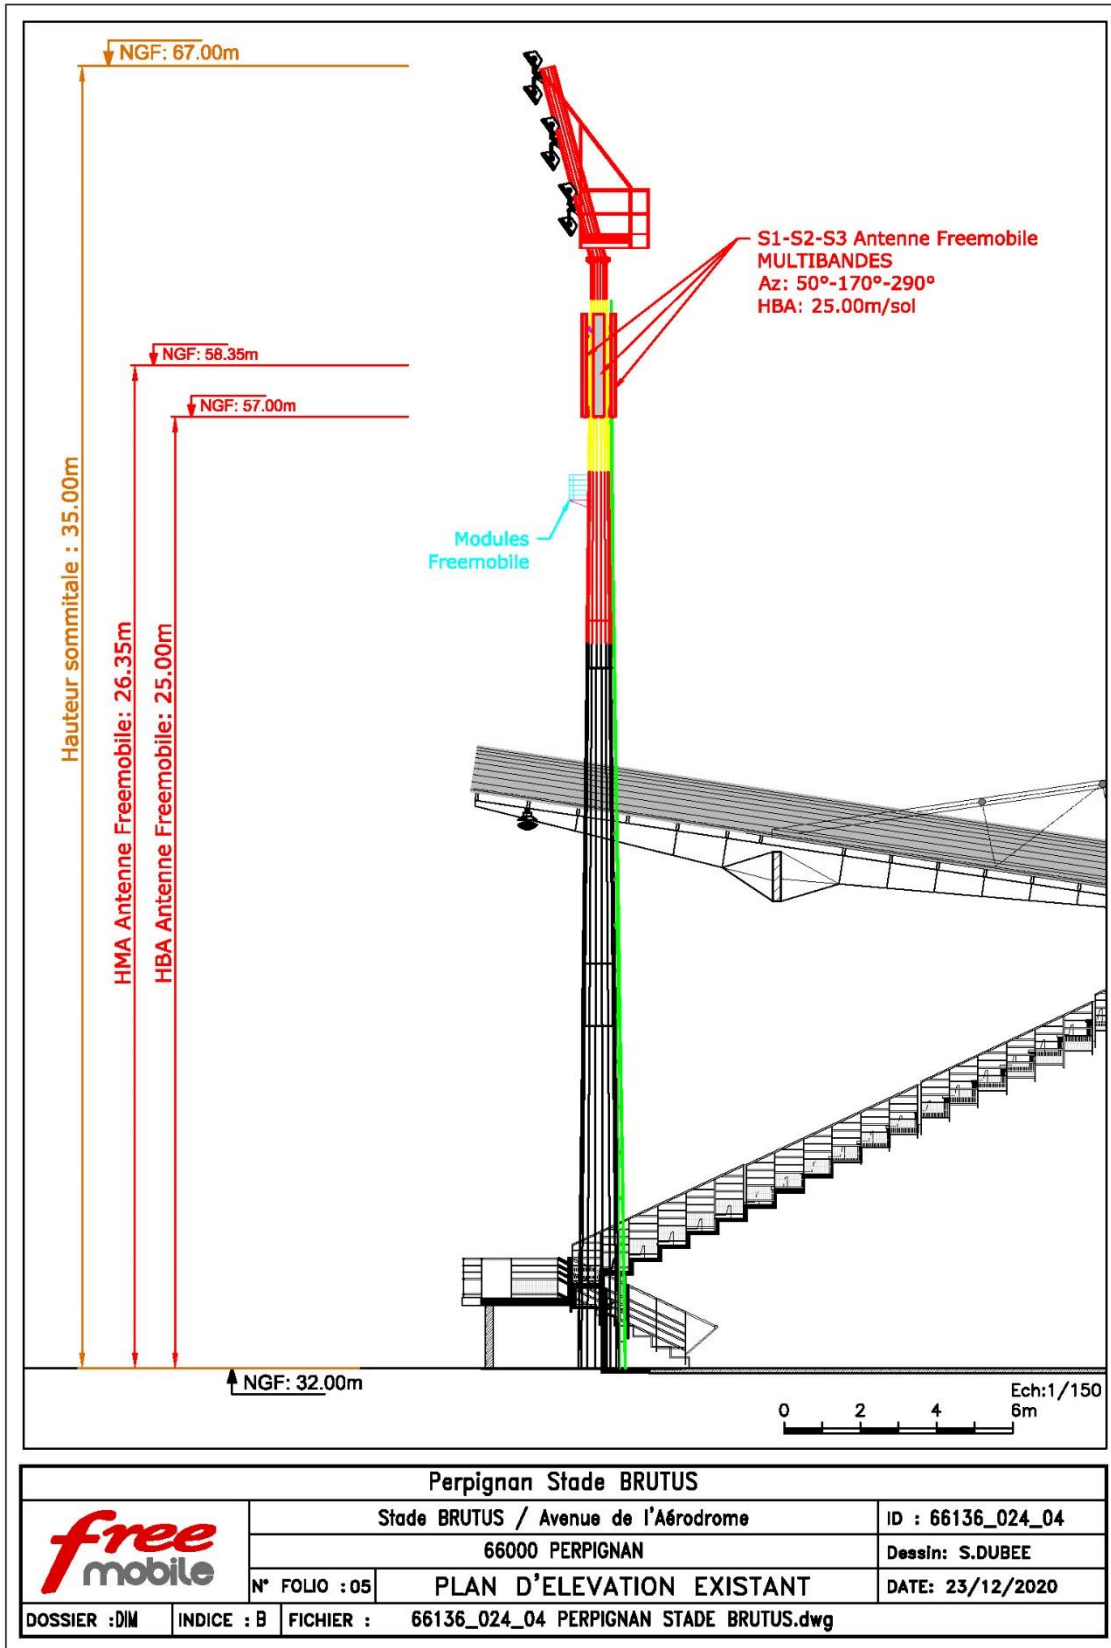 NGF: 67.00m
S1-S2-S3 Antenne Freemobile
MULTIBANDES
Az: 50°-170°-290°
HBA: 25.00m/sol
NGF: 58.35m
NGF: 57.00m
Hauteur sommitale : 35.00m
HMA Antenne Freemobile: 26.35m
HBA Antenne Freemobile: 25.00m
Modules
Freemobile
NGF: 32.00m
Ech:1/150
0 2 4 6m
Perpignan Stade BRUTUS
free
mobile
Stade BRUTUS / Avenue de l'Aérodrome
ID : 66136_024_04
66000 PERPIGNAN
Dessin: S.DUBEE
N° FOLIO :05
PLAN D'ELEVATION EXISTANT
DATE: 23/12/2020
DOSSIER :DIM
INDICE : B
FICHIER : 66136_024_04 PERPIGNAN STADE BRUTUS.dwg